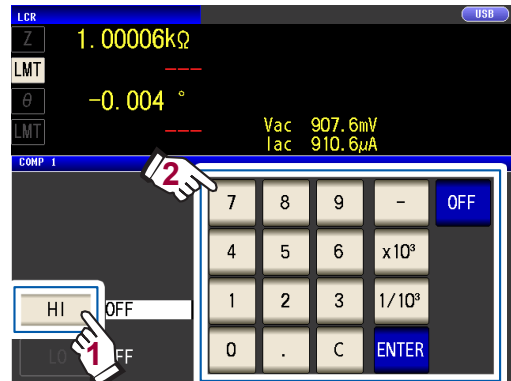 LCR USB
Z 1.00006kΩ
LMT ---
θ -0.004 °
LMT ---
Vac 907.6mV
Iac 910.6µA
COMP 1
2
7 8 9 - OFF
4 5 6 x10³
HI OFF
1 2 3 1/10³
1
LO FF
0 . C ENTER